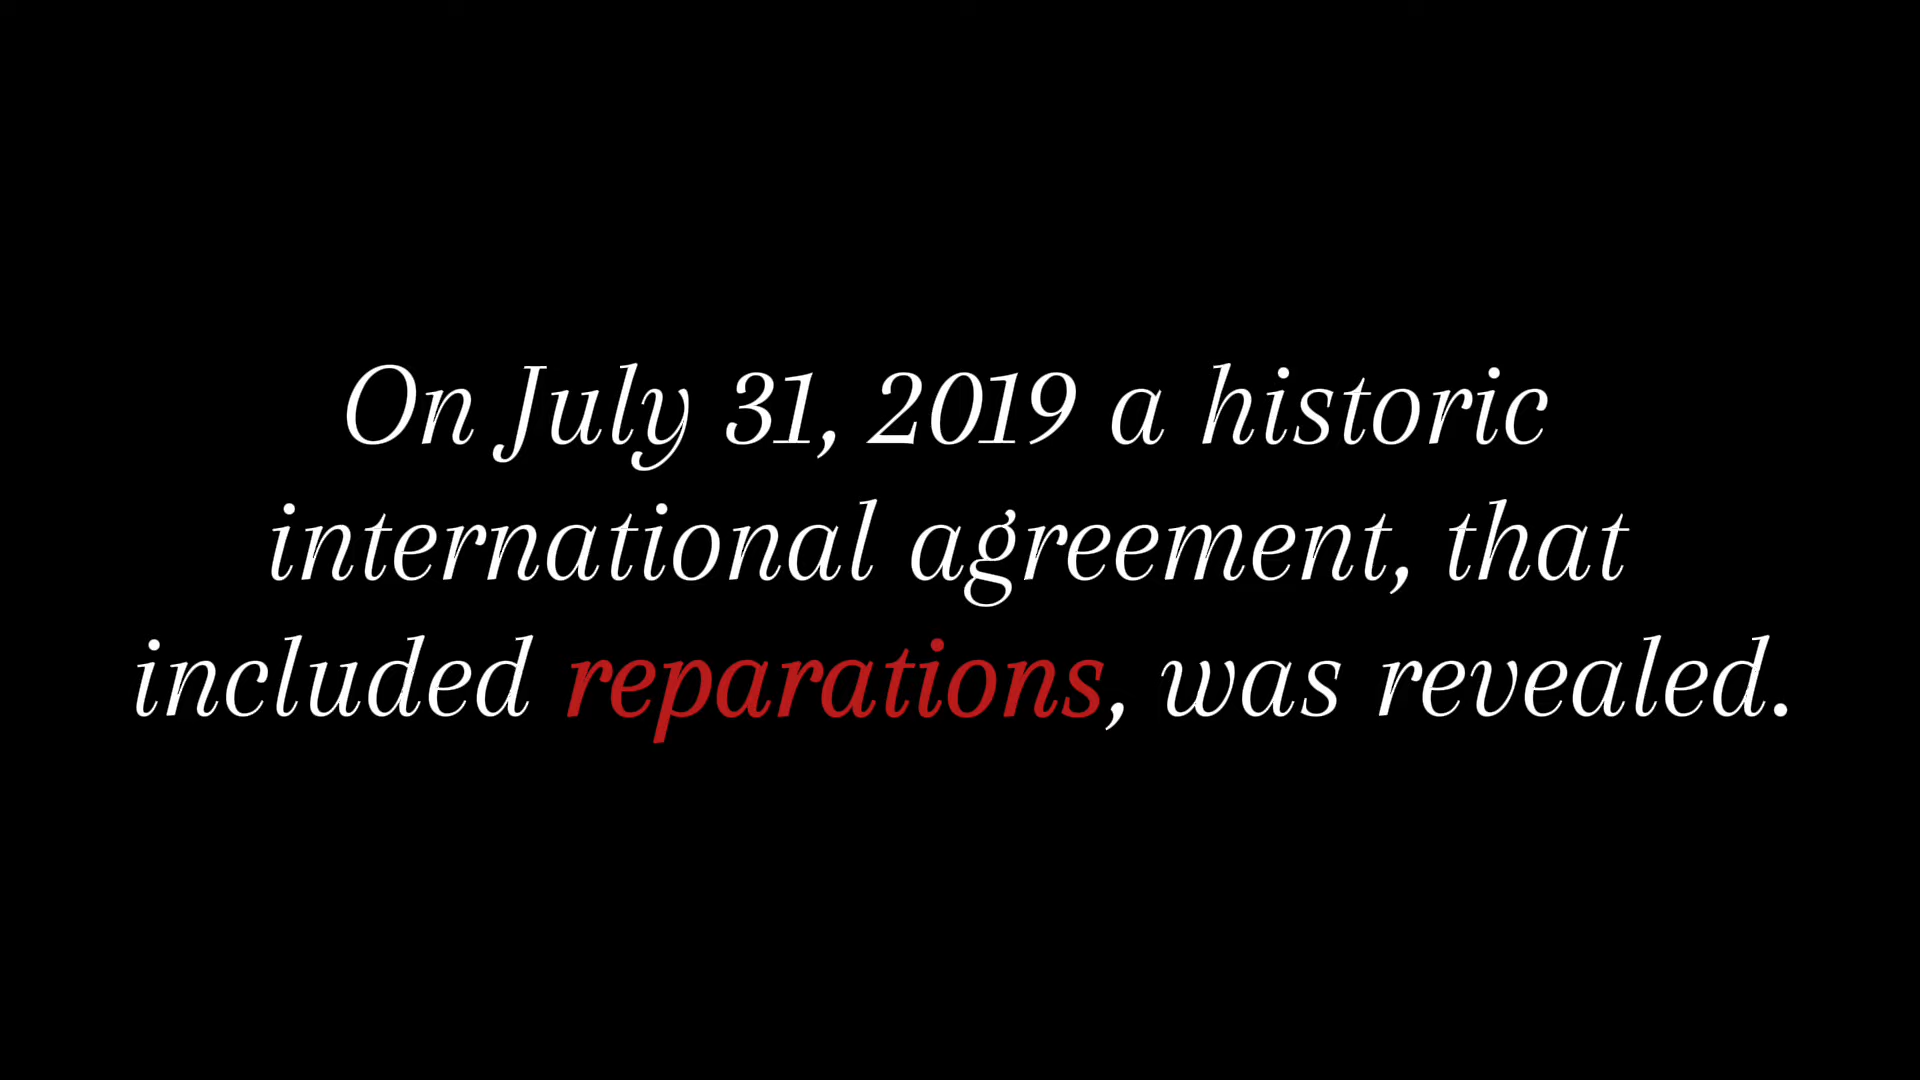 On July 31, 2019 a historic
international agreement, that
included reparations, was revealed.